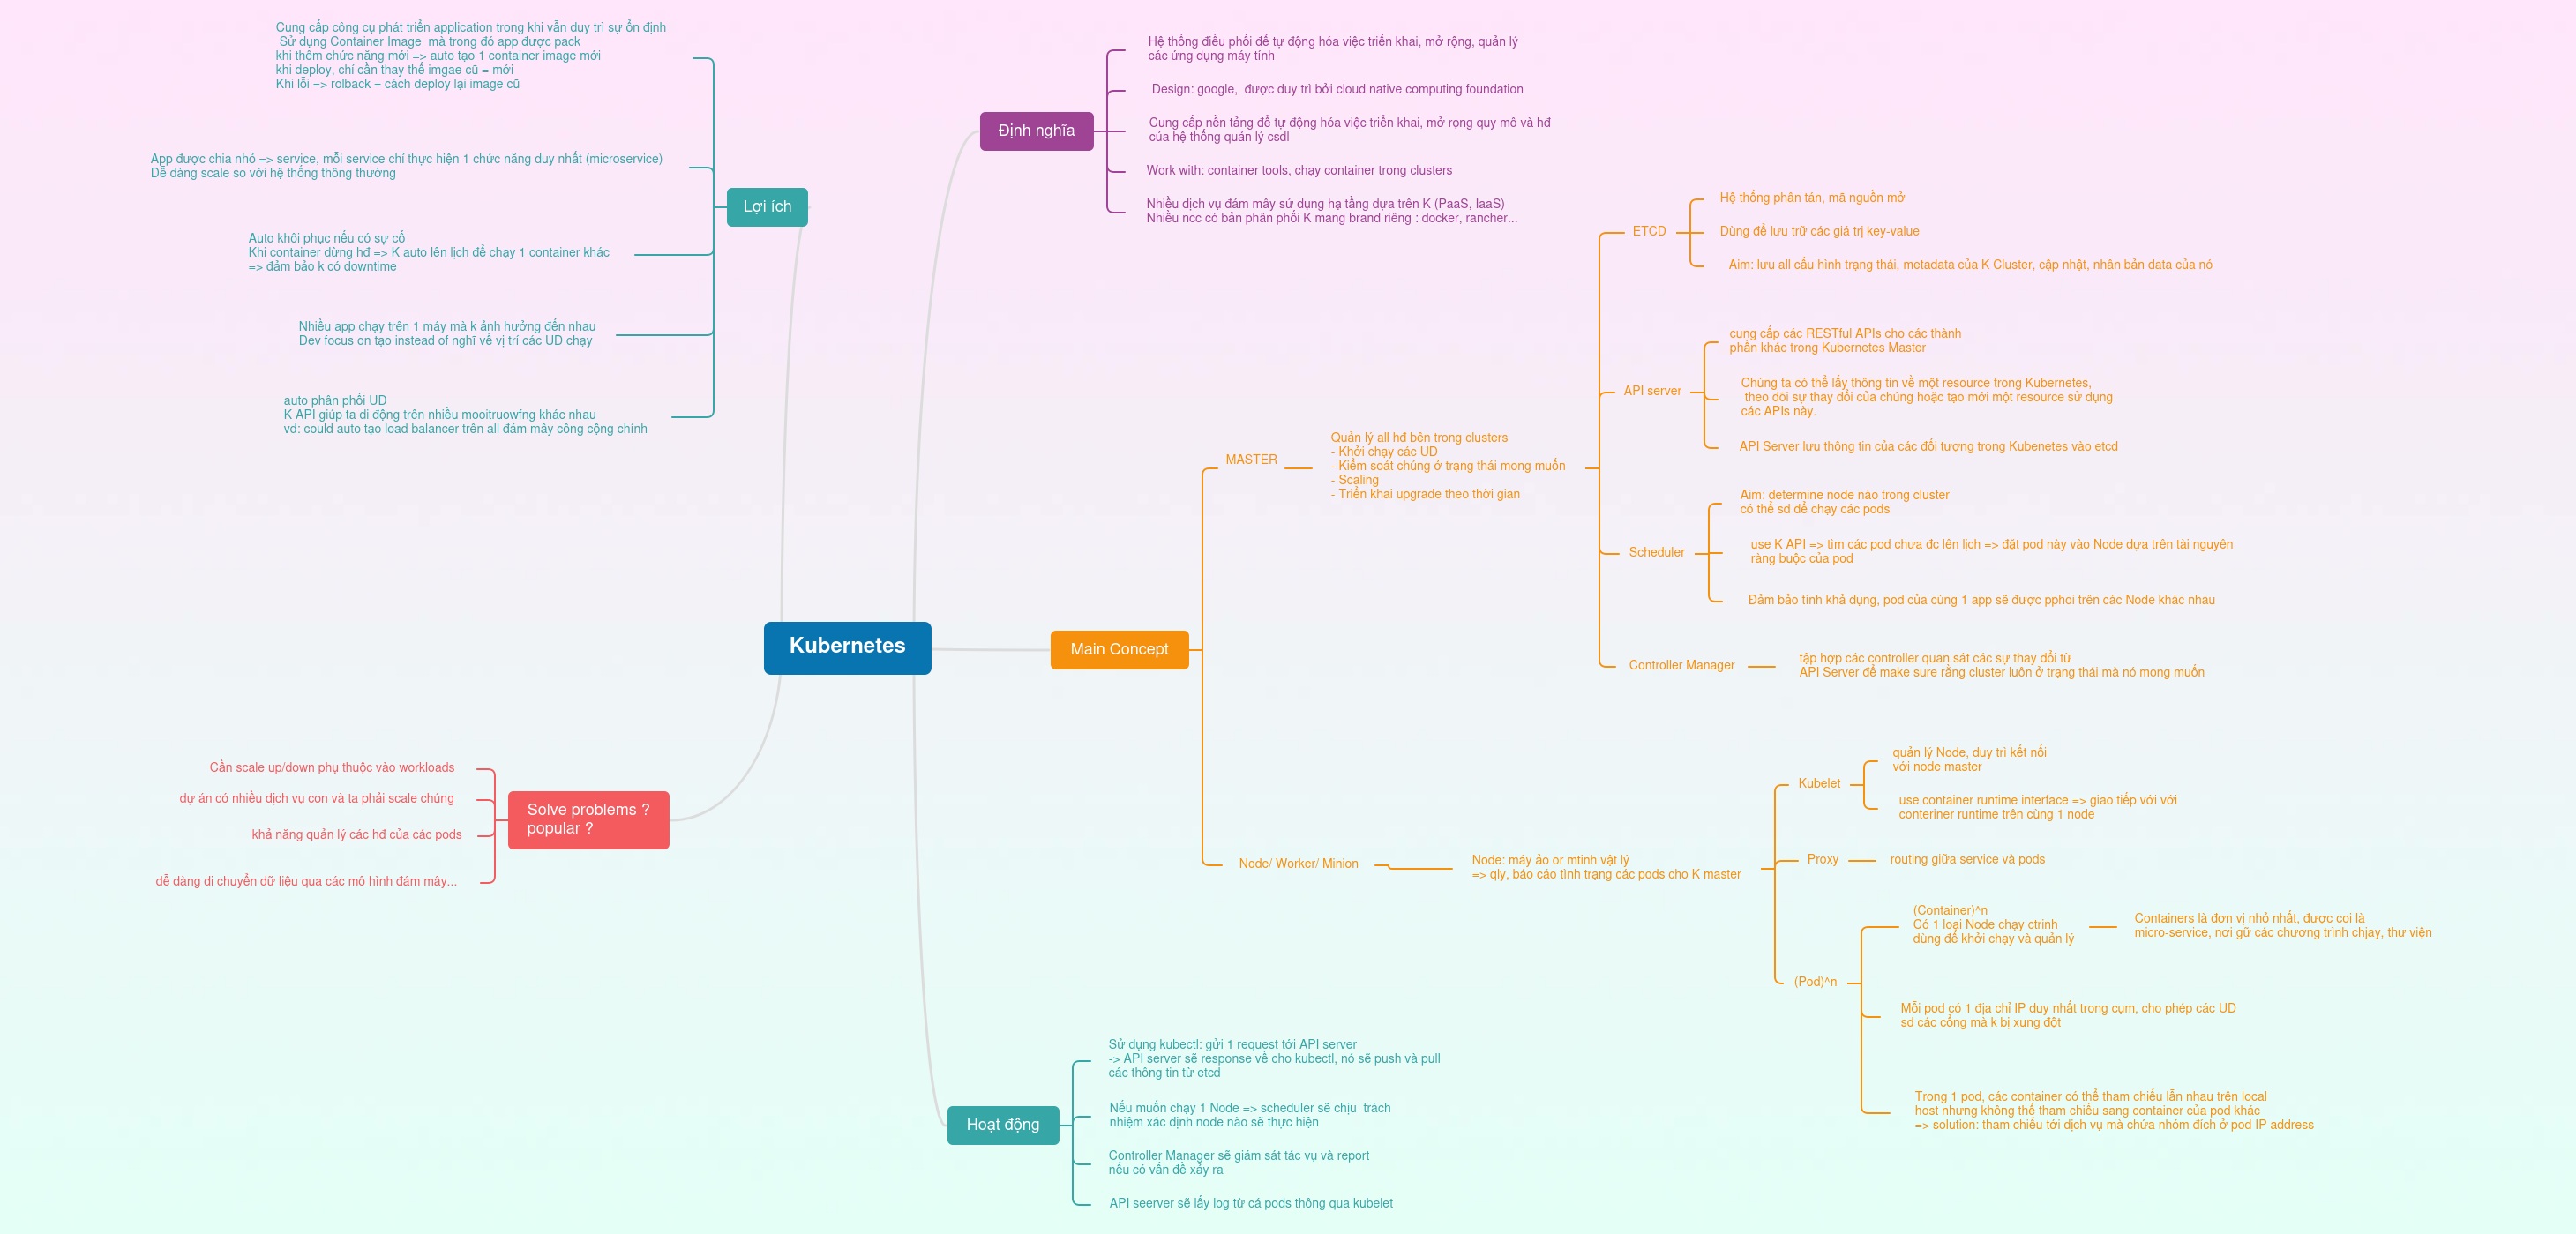 Kubernetes
Định nghĩa
Hệ thống điều phối để tự động hóa việc triển khai, mở rộng, quản lý
các ứng dụng máy tính
Design: google,  được duy trì bởi cloud native computing foundation
Cung cấp nền tảng để tự động hóa việc triển khai, mở rọng quy mô và hđ
của hệ thống quản lý csdl
Work with: container tools, chạy container trong clusters
Nhiều dịch vụ đám mây sử dụng hạ tầng dựa trên K (PaaS, IaaS)
Nhiều ncc có bản phân phối K mang brand riêng : docker, rancher...
Main Concept
MASTER
Quản lý all hđ bên trong clusters
- Khởi chạy các UD
- Kiểm soát chúng ở trạng thái mong muốn
- Scaling
- Triển khai upgrade theo thời gian
ETCD
Hệ thống phân tán, mã nguồn mở
Dùng để lưu trữ các giá trị key-value
Aim: lưu all cấu hình trạng thái, metadata của K Cluster, cập nhật, nhân bản data của nó
API server
cung cấp các RESTful APIs cho các thành
phần khác trong Kubernetes Master
Chúng ta có thể lấy thông tin về một resource trong Kubernetes,
theo dõi sự thay đổi của chúng hoặc tạo mới một resource sử dụng
các APIs này.
API Server lưu thông tin của các đối tượng trong Kubenetes vào etcd
Scheduler
Aim: determine node nào trong cluster
có thể sd để chạy các pods
use K API => tìm các pod chưa đc lên lịch => đặt pod này vào Node dựa trên tài nguyên
ràng buộc của pod
Đảm bảo tính khả dụng, pod của cùng 1 app sẽ được pphoi trên các Node khác nhau
Controller Manager
tập hợp các controller quan sát các sự thay đổi từ
API Server để make sure rằng cluster luôn ở trạng thái mà nó mong muốn
Node/ Worker/ Minion
Node: máy ảo or mtinh vật lý
=> qly, báo cáo tình trạng các pods cho K master
Kubelet
quản lý Node, duy trì kết nối
với node master
use container runtime interface => giao tiếp với với
conteriner runtime trên cùng 1 node
Proxy
routing giữa service và pods
(Pod)^n
(Container)^n
Có 1 loại Node chạy ctrinh
dùng để khởi chạy và quản lý
Containers là đơn vị nhỏ nhất, được coi là
micro-service, nơi gữ các chương trình chjay, thư viện
Mỗi pod có 1 địa chỉ IP duy nhất trong cụm, cho phép các UD
sd các cổng mà k bị xung đột
Trong 1 pod, các container có thể tham chiếu lẫn nhau trên local
host nhưng không thể tham chiếu sang container của pod khác
=> solution: tham chiếu tới dịch vụ mà chứa nhóm đích ở pod IP address
Hoạt động
Sử dụng kubectl: gửi 1 request tới API server
-> API server sẽ response về cho kubectl, nó sẽ push và pull
các thông tin từ etcd
Nếu muốn chạy 1 Node => scheduler sẽ chịu  trách
nhiệm xác định node nào sẽ thực hiện
Controller Manager sẽ giám sát tác vụ và report
nếu có vấn đề xảy ra
API seerver sẽ lấy log từ cá pods thông qua kubelet
Lợi ích
Cung cấp công cụ phát triển application trong khi vẫn duy trì sự ổn định
Sử dụng Container Image  mà trong đó app được pack
khi thêm chức năng mới => auto tạo 1 container image mới
khi deploy, chỉ cần thay thế imgae cũ = mới
Khi lỗi => rolback = cách deploy lại image cũ
App được chia nhỏ => service, mỗi service chỉ thực hiện 1 chức năng duy nhất (microservice)
Dễ dàng scale so với hệ thống thông thường
Auto khôi phục nếu có sự cố
Khi container dừng hđ => K auto lên lịch để chạy 1 container khác
=> đảm bảo k có downtime
Nhiều app chạy trên 1 máy mà k ảnh hưởng đến nhau
Dev focus on tạo instead of nghĩ về vị trí các UD chạy
auto phân phối UD
K API giúp ta di động trên nhiều mooitruowfng khác nhau
vd: could auto tạo load balancer trên all đám mây công cộng chính
Solve problems ?
popular ?
Cần scale up/down phụ thuộc vào workloads
dự án có nhiều dịch vụ con và ta phải scale chúng
khả năng quản lý các hđ của các pods
dễ dàng di chuyển dữ liệu qua các mô hình đám mây...